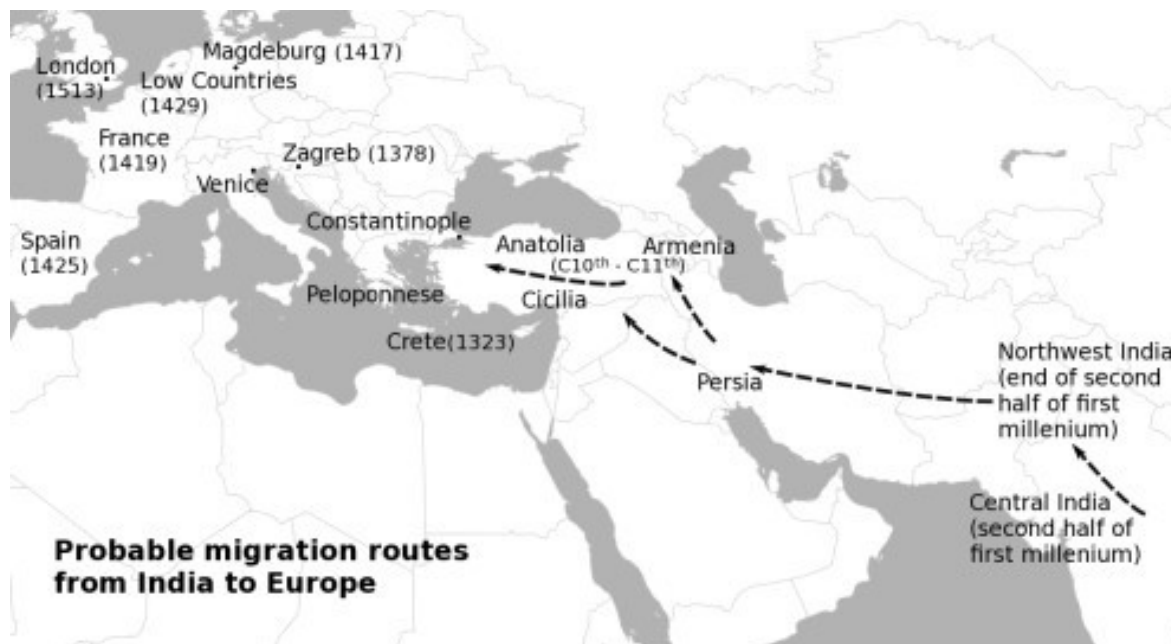 Magdeburg (1417)
London
(1513)
Low Countries
(1429)
France
(1419)
Zagreb (1378)
Venice
Constantinople
Spain
(1425)
Anatolia
Armenia
(C10th - C11th)
Peloponnese
Cicilia
Crete(1323)
Persia
Northwest India
(end of second
half of first
millenium)
Central India
(second half of
first millenium)
Probable migration routes
from India to Europe